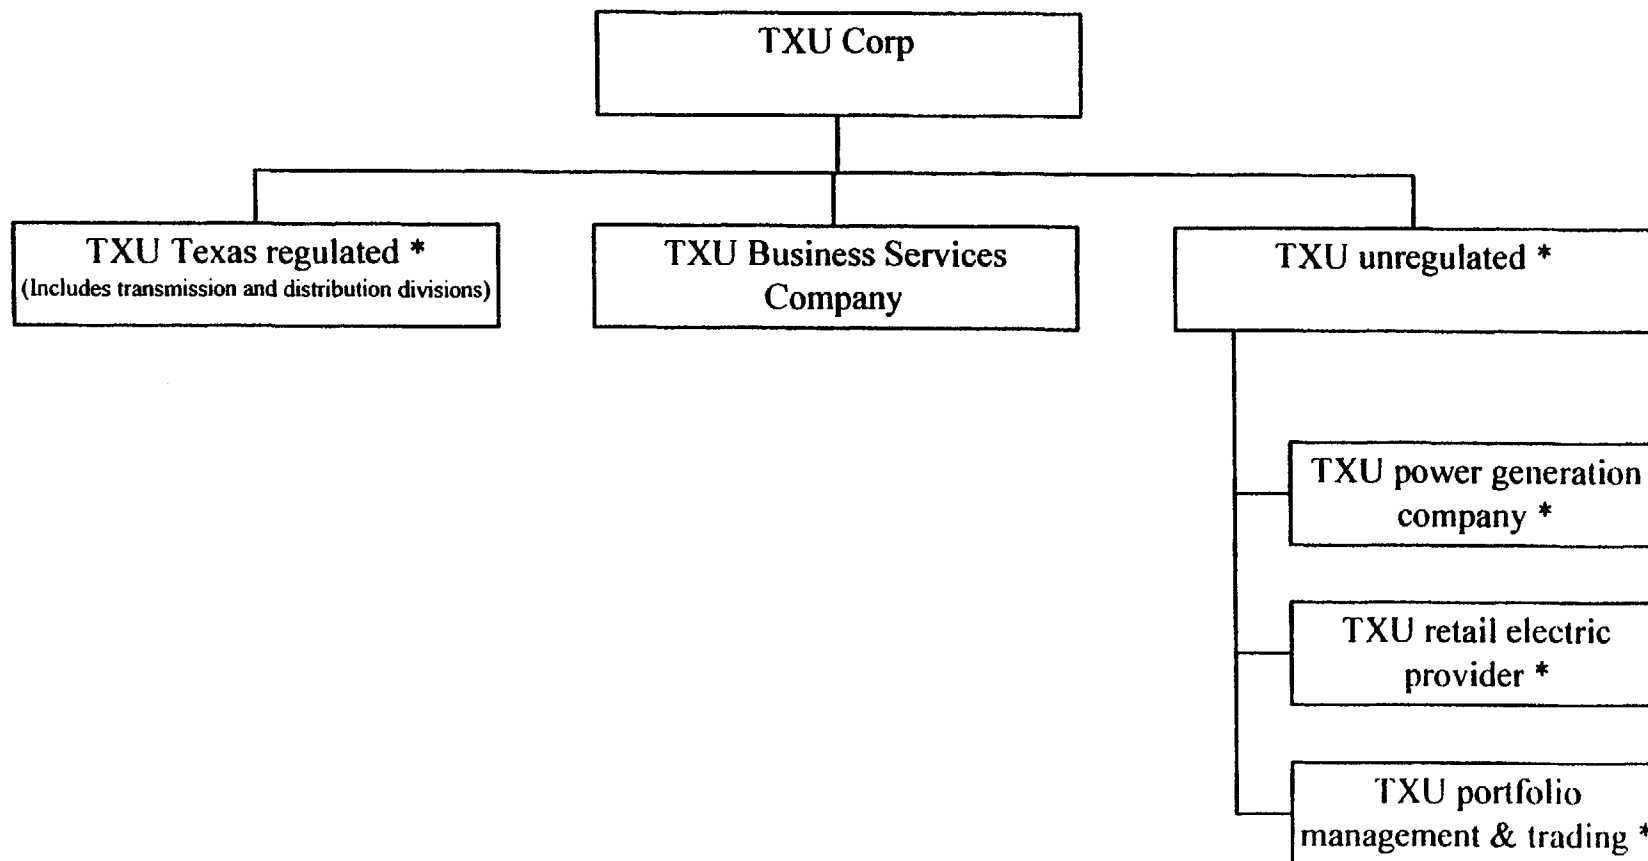 TXU Corp
TXU Texas regulated *
(Includes transmission and distribution divisions)
TXU Business Services
Company
TXU unregulated *
TXU power generation
company *
TXU retail electric
provider *
TXU portfolio
management & trading *